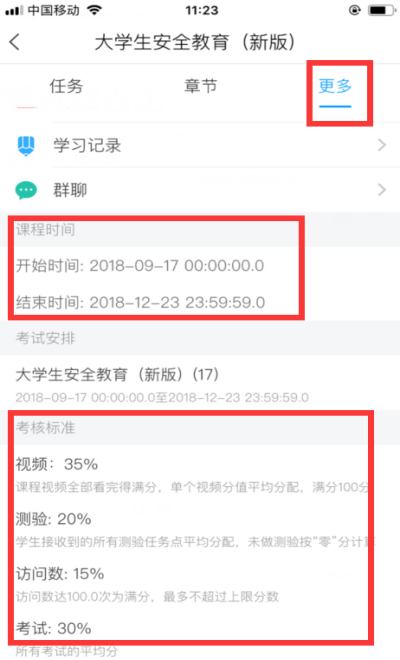 中国移动 11:23
大学生安全教育（新版）
任务 章节 更多
学习记录
群聊
课程时间
开始时间: 2018-09-17 00:00:00.0
结束时间: 2018-12-23 23:59:59.0
考试安排
大学生安全教育（新版）(17)
2018-09-17 00:00:00.0至2018-12-23 23:59:59.0
考核标准
视频：35%
课程视频全部看完得满分，单个视频分值平均分配，满分100分
测验: 20%
学生接收到的所有测验任务点平均分配，未做测验按“零”分计算
访问数: 15%
访问数达100.0次为满分，最多不超过上限分数
考试: 30%
所有考试的平均分